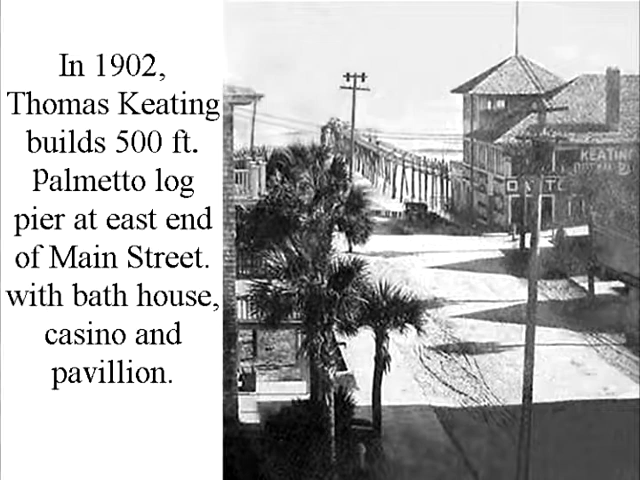 In 1902,
Thomas Keating
builds 500 ft.
Palmetto log
pier at east end
of Main Street.
with bath house,
casino and
pavillion.
KEATIN